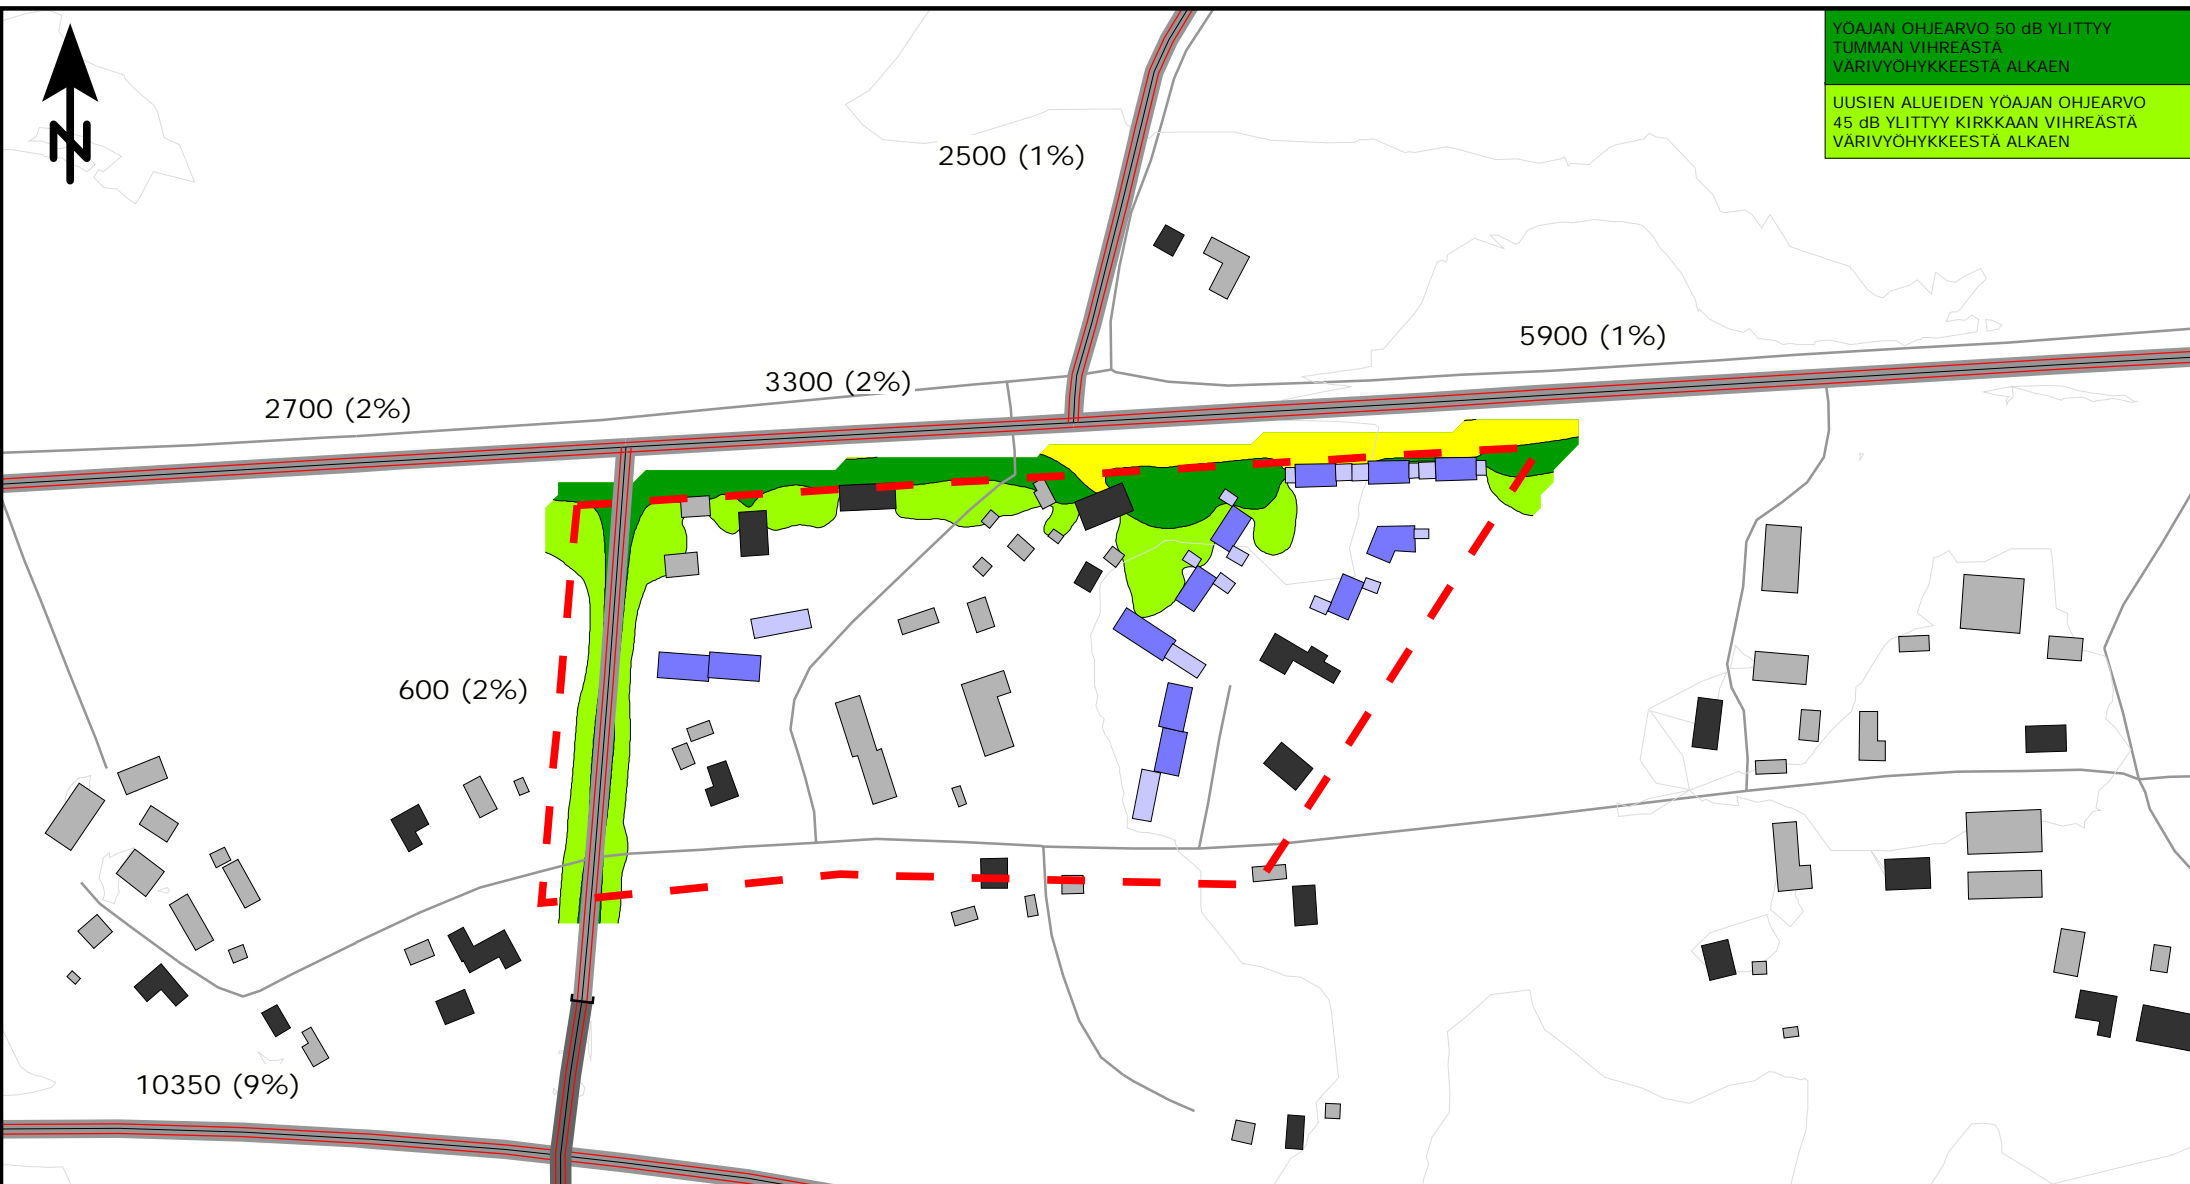 YÖAJAN OHJEARVO 50 dB YLITTYY
TUMMAN VIHREÄSTÄ
VÄRIVYÖHYKKEESTÄ ALKAEN
UUSIEN ALUEIDEN YÖAJAN OHJEARVO
45 dB YLITTYY KIRKKAAN VIHREÄSTÄ
VÄRIVYÖHYKKEESTÄ ALKAEN
N
2500 (1%)
5900 (1%)
3300 (2%)
2700 (2%)
600 (2%)
10350 (9%)